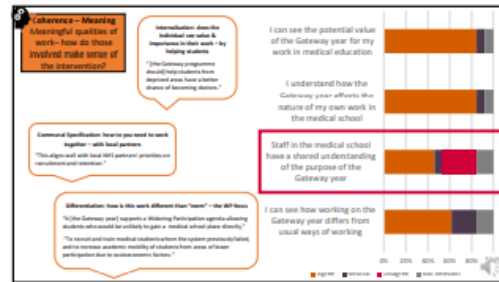 Coherence – Meaning
Meaningful qualities of
work– how do those
involved make sense of
the intervention?
Internalisation: does the
individual see value &
importance in their work – by
helping students
"[the Gateway programme
should] help students from
deprived areas have a better
chance of becoming doctors."
Communal Specification: how to you need to work
together – with local partners
"This aligns well with local NHS partners' priorities on
recruitment and retention."
Differentiation: how is this work different than "norm" – the WP focus
"It [the Gateway year] supports a Widening Participation agenda allowing
students who would be unlikely to gain a medical school place directly."
"To recruit and train medical students where the system previously failed,
and to increase academic mobility of students from areas of lower
participation due to socioeconomic factors."
I can see the potential value
of the Gateway year for my
work in medical education
I understand how the
Gateway year affects the
nature of my own work in
the medical school
Staff in the medical school
have a shared understanding
of the purpose of the
Gateway year
I can see how working on the
Gateway year differs from
usual ways of working
0% 20% 40% 60% 80%
Agree Neutral Disagree